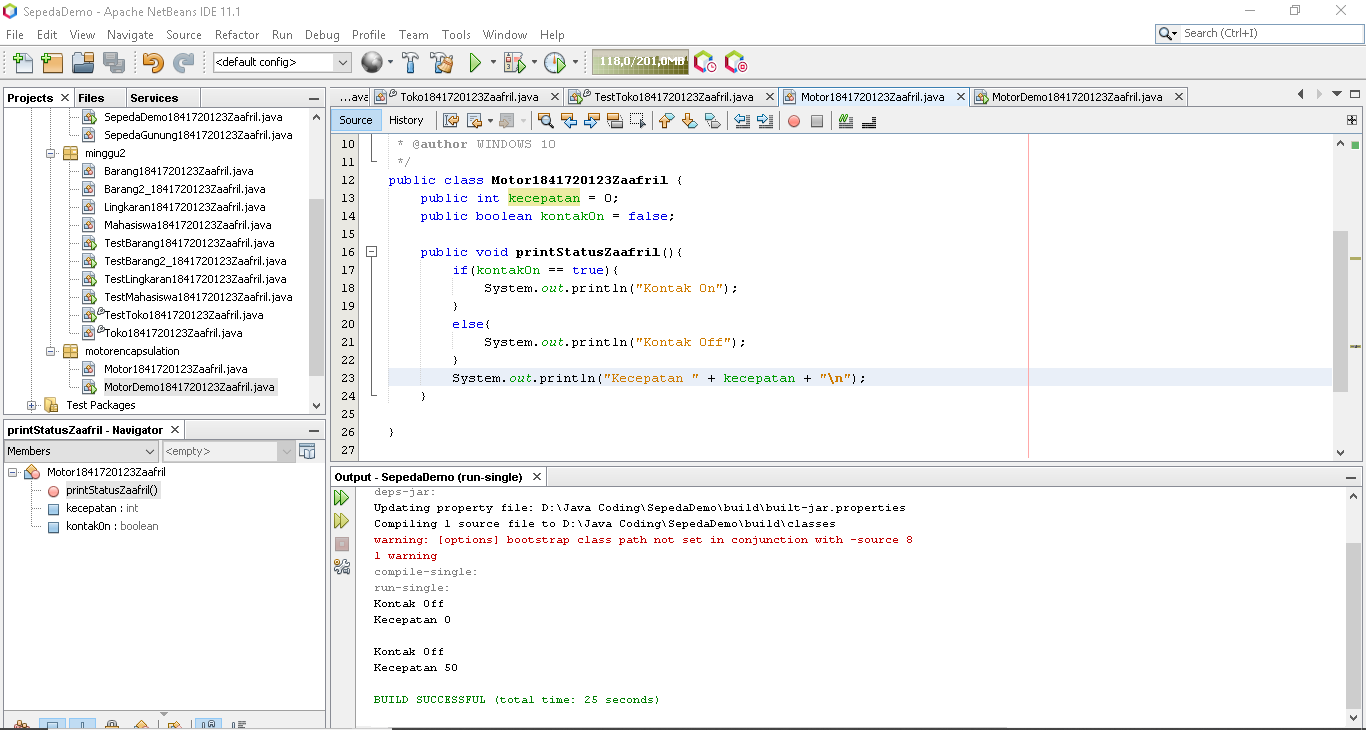 SepedaDemo - Apache NetBeans IDE 11.1
File Edit View Navigate Source Refactor Run Debug Profile Team Tools Window Help
Search (Ctrl+I)
<default config>
118,0/201,0MB
Projects Files Services
SepedaDemo1841720123Zaafril.java
SepedaGunung1841720123Zaafril.java
minggu2
Barang1841720123Zaafril.java
Barang2_1841720123Zaafril.java
Lingkaran1841720123Zaafril.java
Mahasiswa1841720123Zaafril.java
TestBarang1841720123Zaafril.java
TestBarang2_1841720123Zaafril.java
TestLingkaran1841720123Zaafril.java
TestMahasiswa1841720123Zaafril.java
TestToko1841720123Zaafril.java
Toko1841720123Zaafril.java
motorencapsulation
Motor1841720123Zaafril.java
MotorDemo1841720123Zaafril.java
Test Packages
printStatusZaafril - Navigator
Members <empty>
Motor1841720123Zaafril
printStatusZaafril()
kecepatan : int
kontakOn : boolean
...ava Toko1841720123Zaafril.java TestToko1841720123Zaafril.java Motor1841720123Zaafril.java MotorDemo1841720123Zaafril.java
Source History
10 * @author WINDOWS 10
11 */
12 public class Motor1841720123Zaafril {
13 public int kecepatan = 0;
14 public boolean kontakOn = false;
15
16 public void printStatusZaafril(){
17 if(kontakOn == true){
18 System.out.println("Kontak On");
19 }
20 else{
21 System.out.println("Kontak Off");
22 }
23 System.out.println("Kecepatan " + kecepatan + "\n");
24 }
25
26 }
27
Output - SepedaDemo (run-single)
deps-jar:
Updating property file: D:\Java Coding\SepedaDemo\build\built-jar.properties
Compiling 1 source file to D:\Java Coding\SepedaDemo\build\classes
warning: [options] bootstrap class path not set in conjunction with -source 8
1 warning
compile-single:
run-single:
Kontak Off
Kecepatan 0
Kontak Off
Kecepatan 50
BUILD SUCCESSFUL (total time: 25 seconds)